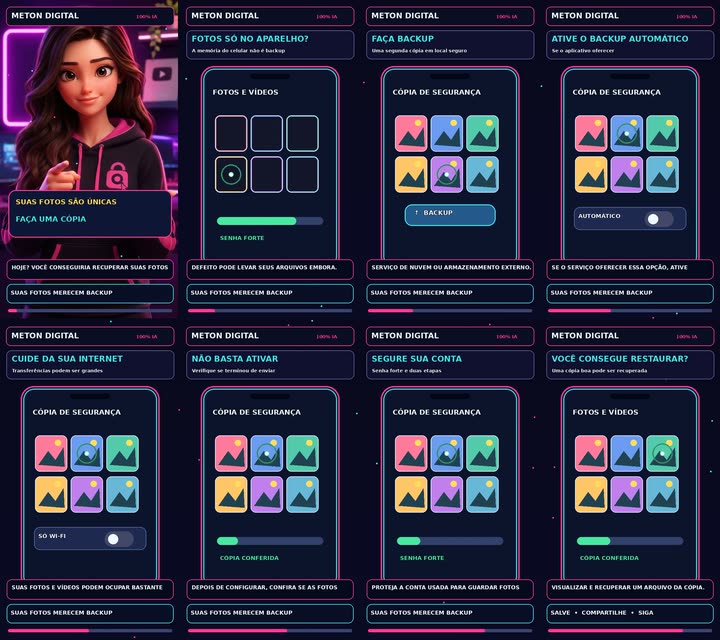 METON DIGITAL 100% IA
SUAS FOTOS SÃO ÚNICAS
FAÇA UMA CÓPIA
HOJE? VOCÊ CONSEGUIRIA RECUPERAR SUAS FOTOS
SUAS FOTOS MERECEM BACKUP
METON DIGITAL 100% IA
FOTOS SÓ NO APARELHO?
A memória do celular não é backup
FOTOS E VÍDEOS
SENHA FORTE
DEFEITO PODE LEVAR SEUS ARQUIVOS EMBORA.
SUAS FOTOS MERECEM BACKUP
METON DIGITAL 100% IA
FAÇA BACKUP
Uma segunda cópia em local seguro
CÓPIA DE SEGURANÇA
↑ BACKUP
SERVIÇO DE NUVEM OU ARMAZENAMENTO EXTERNO.
SUAS FOTOS MERECEM BACKUP
METON DIGITAL 100% IA
ATIVE O BACKUP AUTOMÁTICO
Se o aplicativo oferecer
CÓPIA DE SEGURANÇA
AUTOMÁTICO
SE O SERVIÇO OFERECER ESSA OPÇÃO, ATIVE
SUAS FOTOS MERECEM BACKUP
METON DIGITAL 100% IA
CUIDE DA SUA INTERNET
Transferências podem ser grandes
CÓPIA DE SEGURANÇA
SÓ WI-FI
SUAS FOTOS E VÍDEOS PODEM OCUPAR BASTANTE
SUAS FOTOS MERECEM BACKUP
METON DIGITAL 100% IA
NÃO BASTA ATIVAR
Verifique se terminou de enviar
CÓPIA DE SEGURANÇA
CÓPIA CONFERIDA
DEPOIS DE CONFIGURAR, CONFIRA SE AS FOTOS
SUAS FOTOS MERECEM BACKUP
METON DIGITAL 100% IA
SEGURE SUA CONTA
Senha forte e duas etapas
CÓPIA DE SEGURANÇA
SENHA FORTE
PROTEJA A CONTA USADA PARA GUARDAR FOTOS
SUAS FOTOS MERECEM BACKUP
METON DIGITAL 100% IA
VOCÊ CONSEGUE RESTAURAR?
Uma cópia boa pode ser recuperada
FOTOS E VÍDEOS
CÓPIA CONFERIDA
VISUALIZAR E RECUPERAR UM ARQUIVO DA CÓPIA.
SALVE • COMPARTILHE • SIGA